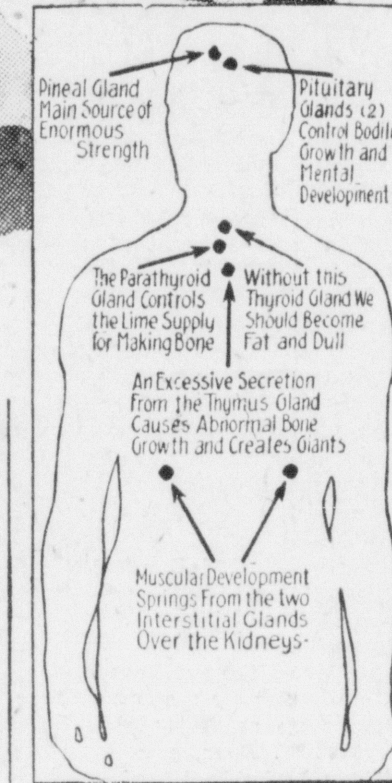 Pineal Gland
Main Source of
Enormous
Strength
Pituitary
Glands (2)
Control Bodil
Growth and
Mental
Development
The Parathyroid
Gland Controls
the Lime Supply
for Making Bone
Without this
Thyroid Gland We
Should Become
Fat and Dull
An Excessive Secretion
From the Thymus Gland
Causes Abnormal Bone
Growth and Creates Giants
Muscular Development
Springs From the two
Interstitial Glands
Over the Kidneys-